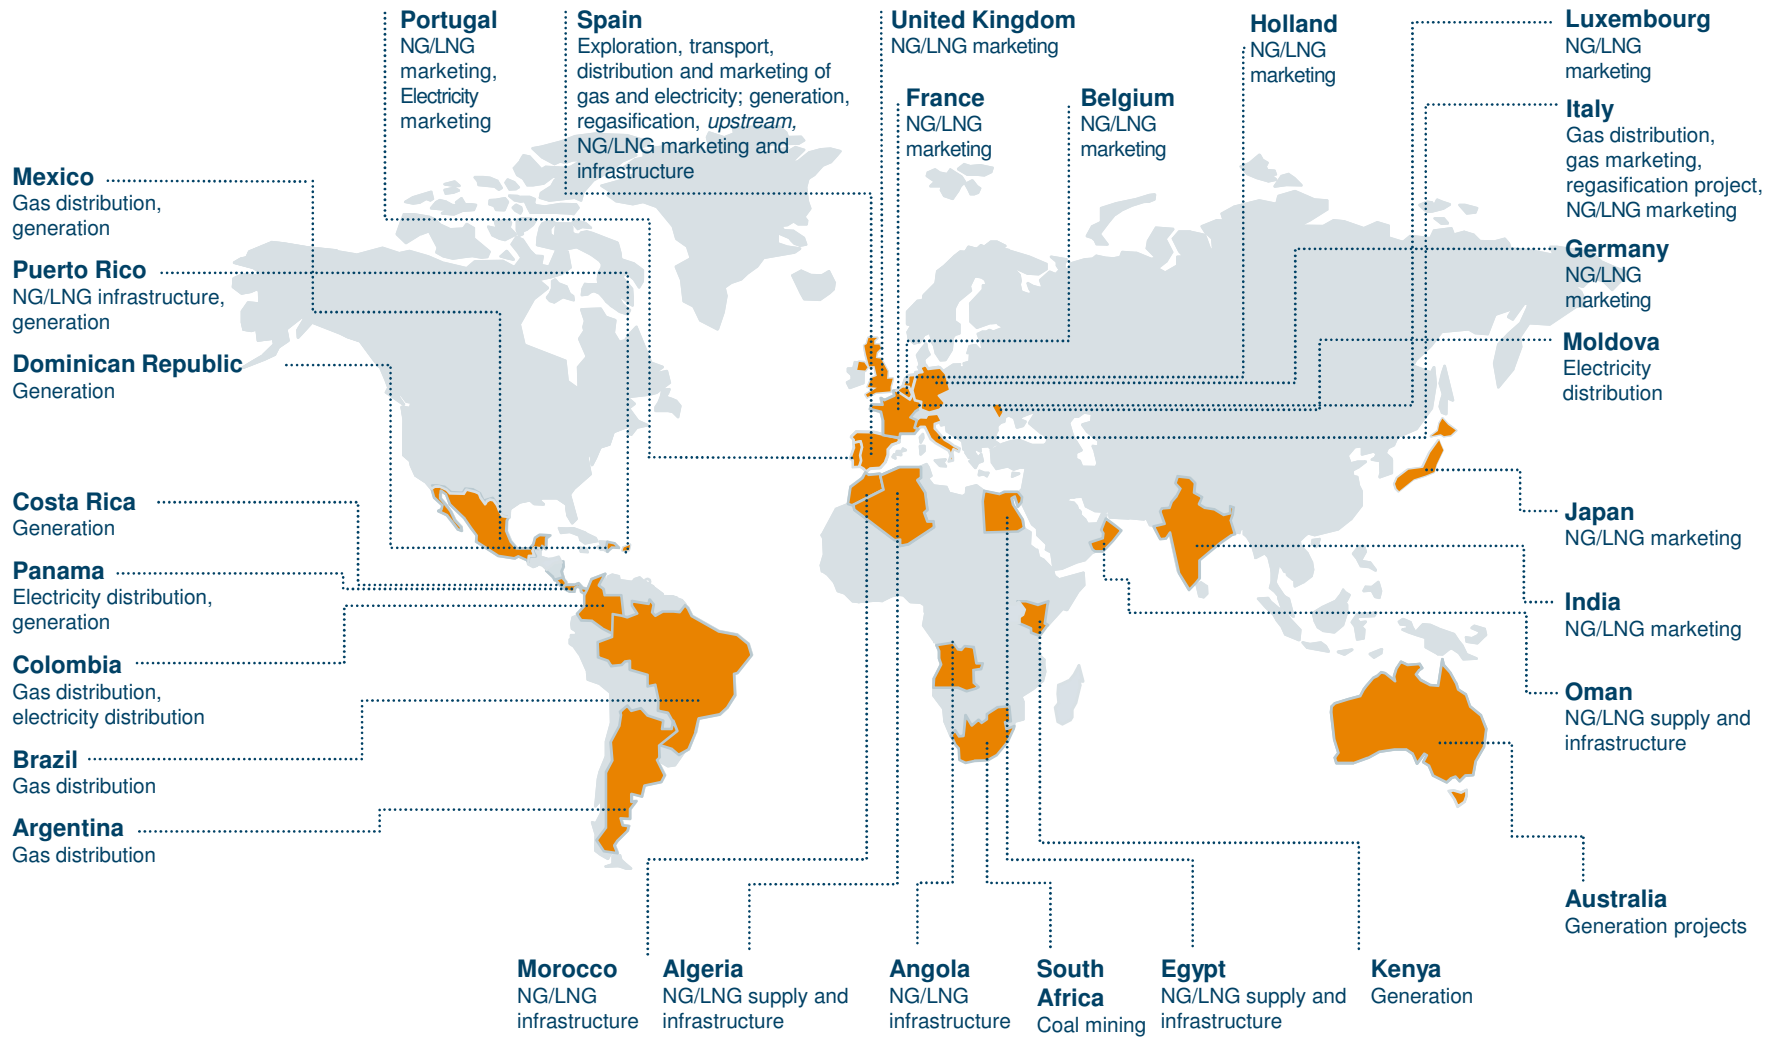 Portugal
NG/LNG
marketing,
Electricity
marketing
Spain
Exploration, transport,
distribution and marketing of
gas and electricity; generation,
regasification, upstream,
NG/LNG marketing and
infrastructure
United Kingdom
NG/LNG marketing
France
NG/LNG
marketing
Belgium
NG/LNG
marketing
Holland
NG/LNG
marketing
Luxembourg
NG/LNG
marketing
Italy
Gas distribution,
gas marketing,
regasification project,
NG/LNG marketing
Germany
NG/LNG
marketing
Moldova
Electricity
distribution
Japan
NG/LNG marketing
India
NG/LNG marketing
Oman
NG/LNG supply and
infrastructure
Australia
Generation projects
Mexico
Gas distribution,
generation
Puerto Rico
NG/LNG infrastructure,
generation
Dominican Republic
Generation
Costa Rica
Generation
Panama
Electricity distribution,
generation
Colombia
Gas distribution,
electricity distribution
Brazil
Gas distribution
Argentina
Gas distribution
Morocco
NG/LNG
infrastructure
Algeria
NG/LNG supply and
infrastructure
Angola
NG/LNG
infrastructure
South
Africa
Coal mining
Egypt
NG/LNG supply and
infrastructure
Kenya
Generation